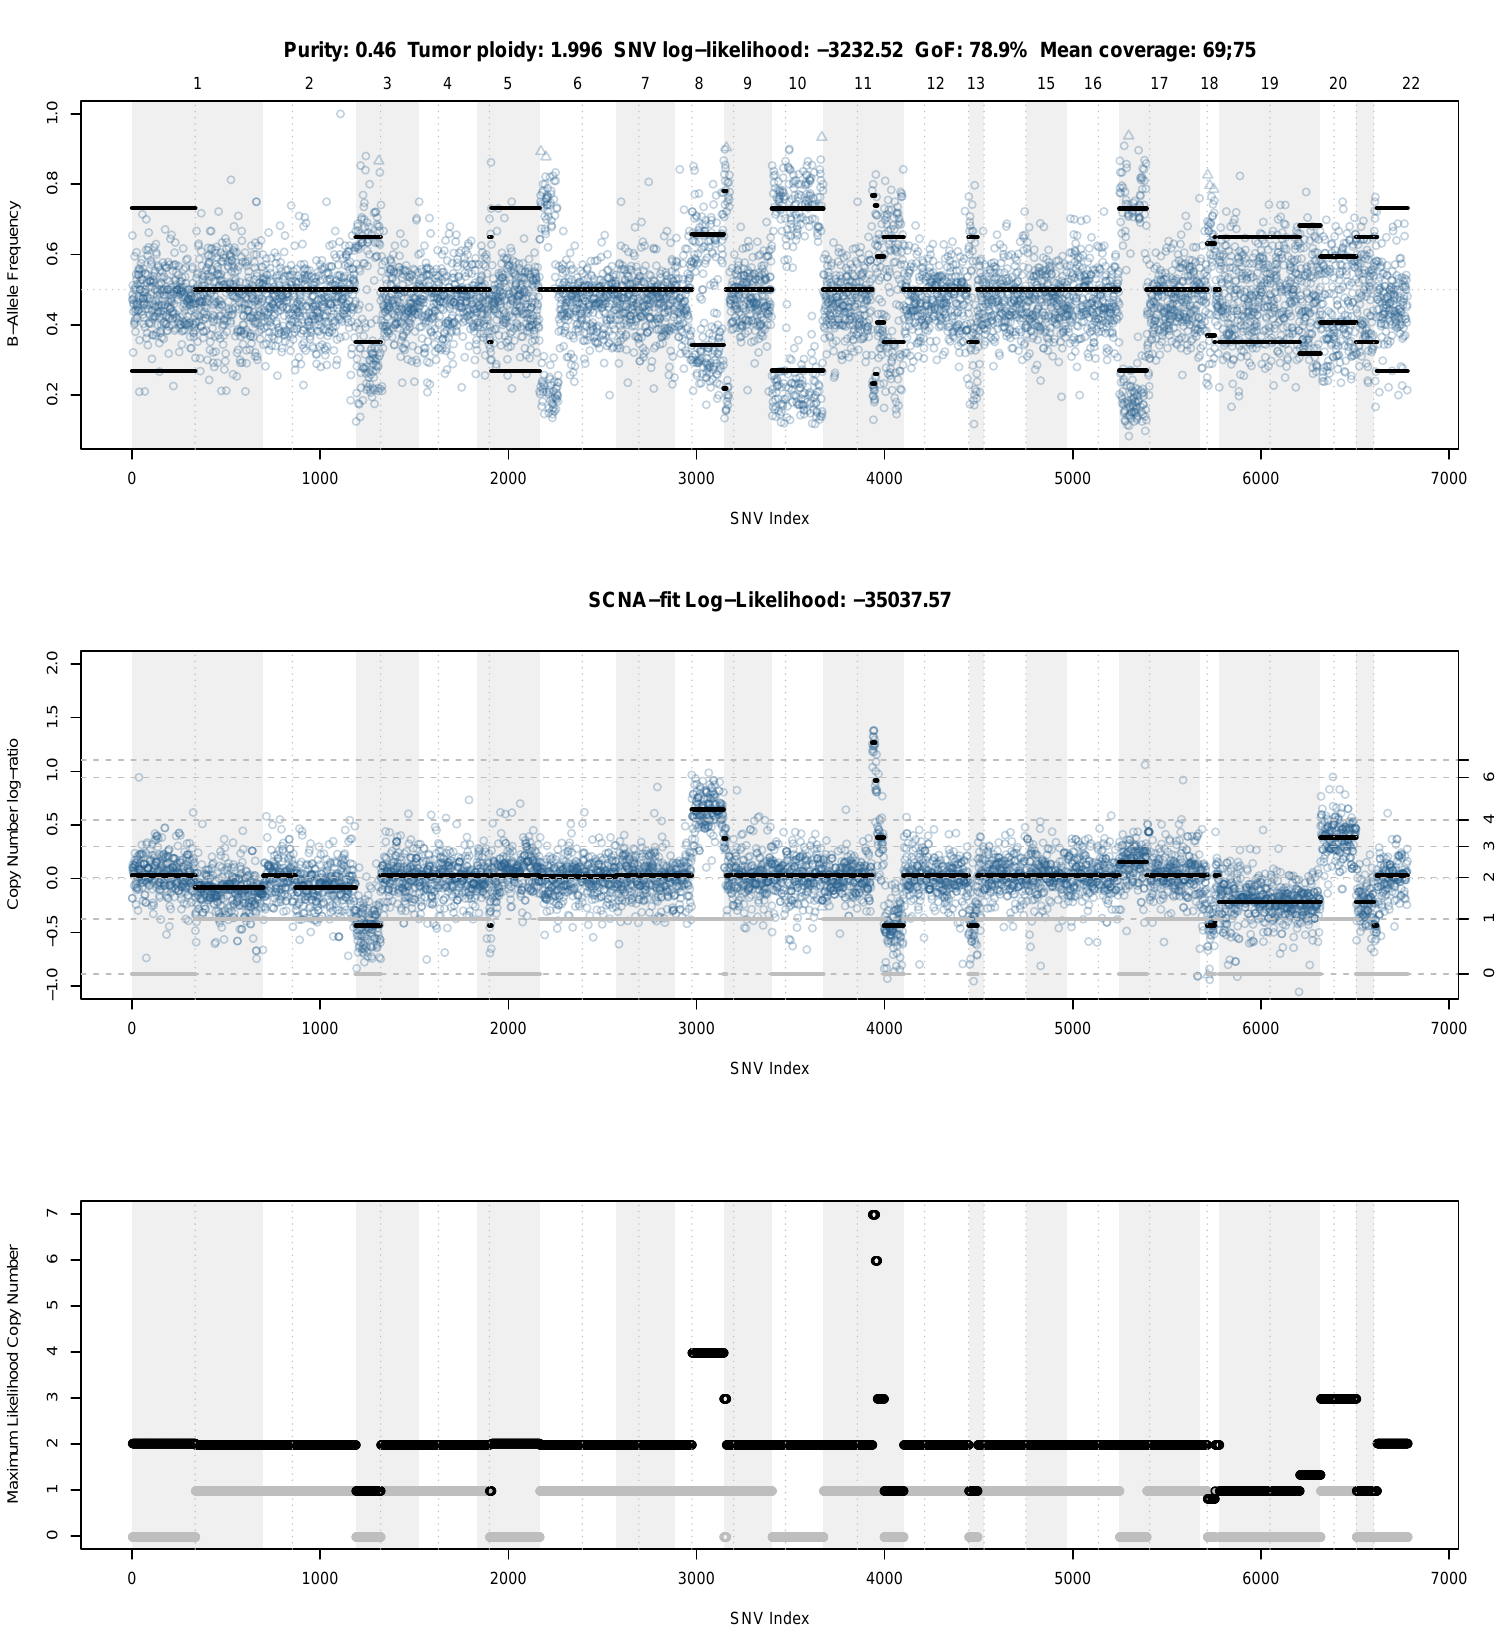 Purity: 0.46 Tumor ploidy: 1.996 SNV log−likelihood: −3232.52 GoF: 78.9% Mean coverage: 69;75
1 2 3 4 5 6 7 8 9 10 11 12 13 15 16 17 18 19 20 22
B−Allele Frequency
1.0
0.8
0.6
0.4
0.2
0 1000 2000 3000 4000 5000 6000 7000
SNV Index
SCNA−fit Log−Likelihood: −35037.57
Copy Number log−ratio
2.0
1.5
1.0
0.5
0.0
−0.5
−1.0
6
4
3
2
1
0
0 1000 2000 3000 4000 5000 6000 7000
SNV Index
Maximum Likelihood Copy Number
7
6
5
4
3
2
1
0
0 1000 2000 3000 4000 5000 6000 7000
SNV Index